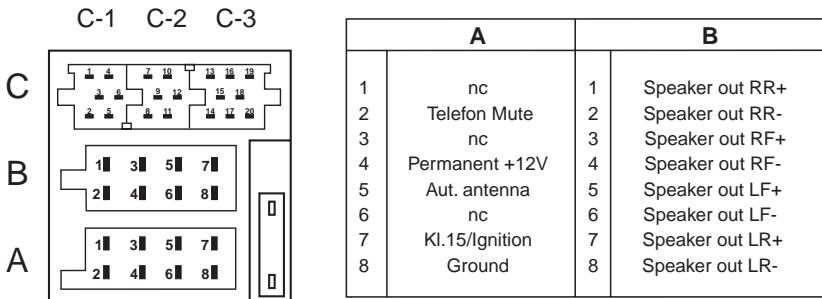 C-1 C-2 C-3
C
1 4 7 10 13 16 19
3 6 9 12 15 18
2 5 8 11 14 17 20
B
1 3 5 7
2 4 6 8
A
1 3 5 7
2 4 6 8
A B
1 nc 1 Speaker out RR+
2 Telefon Mute 2 Speaker out RR-
3 nc 3 Speaker out RF+
4 Permanent +12V 4 Speaker out RF-
5 Aut. antenna 5 Speaker out LF+
6 nc 6 Speaker out LF-
7 Kl.15/Ignition 7 Speaker out LR+
8 Ground 8 Speaker out LR-